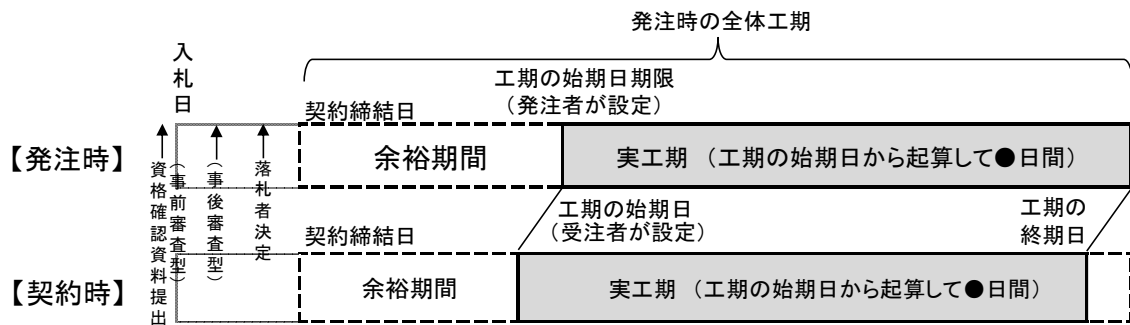 発注時の全体工期
入札日
工期の始期日期限
(発注者が設定)
契約締結日
【発注時】
余裕期間
実工期 (工期の始期日から起算して●日間)
資格確認資料提出
(事前審査型)
(事後審査型)
落札者決定
工期の始期日
(受注者が設定)
工期の
終期日
契約締結日
【契約時】
余裕期間
実工期 (工期の始期日から起算して●日間)